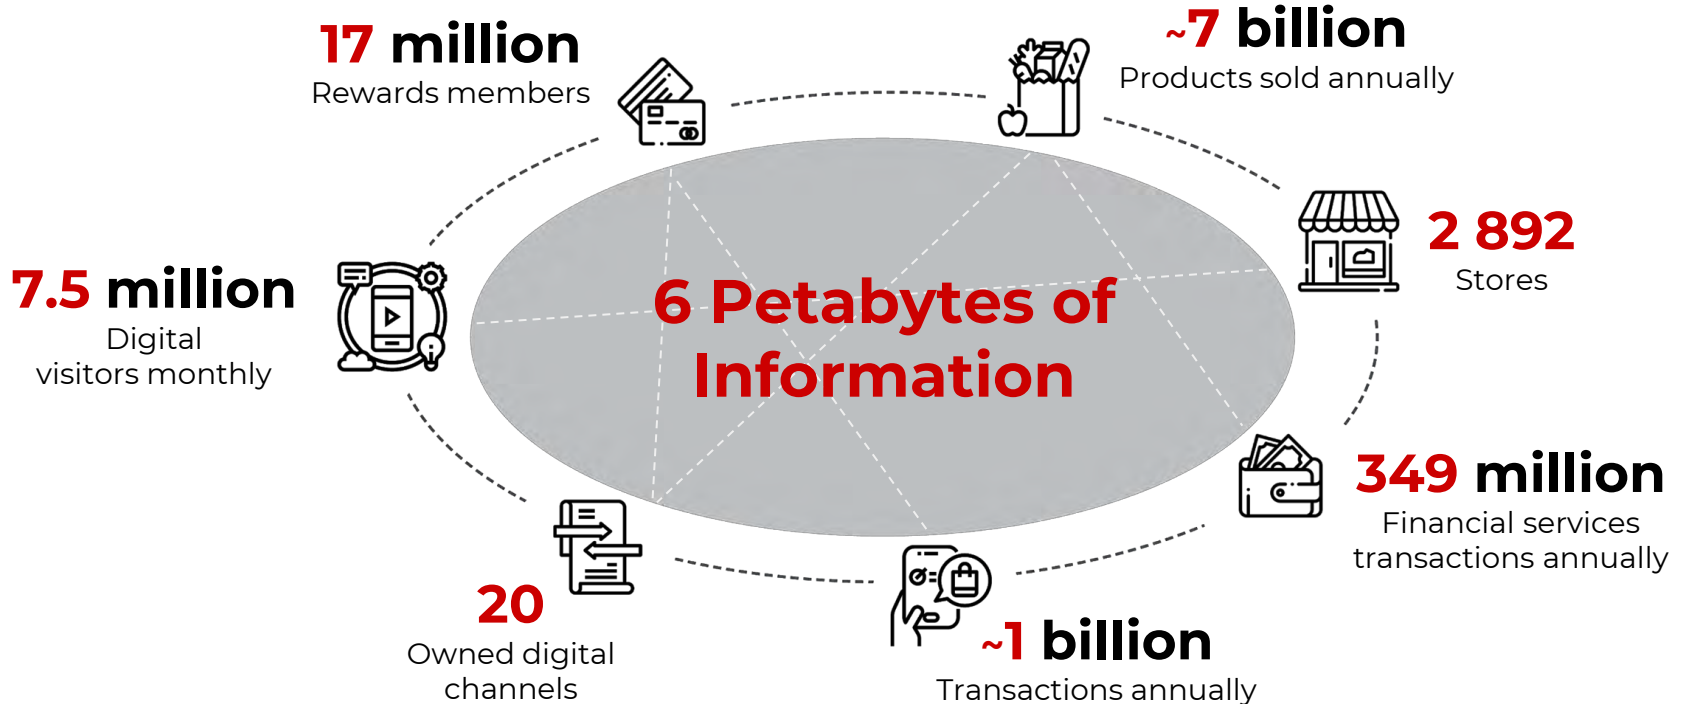 17 million
Rewards members
~7 billion
Products sold annually
2 892
Stores
349 million
Financial services
transactions annually
~1 billion
Transactions annually
20
Owned digital
channels
7.5 million
Digital
visitors monthly
6 Petabytes of
Information